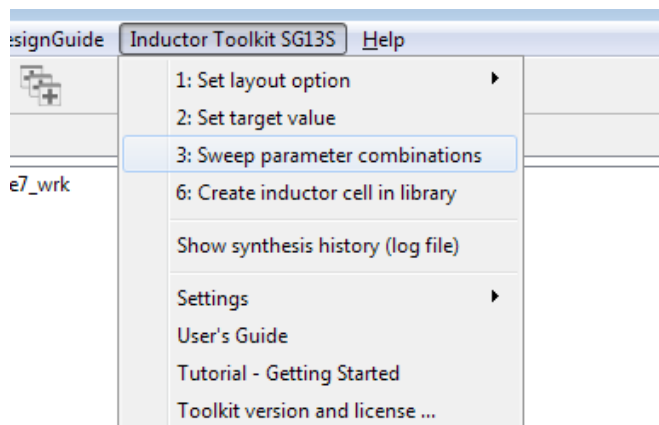 esignGuide Inductor Toolkit SG13S Help
1: Set layout option
2: Set target value
3: Sweep parameter combinations
e7_wrk
6: Create inductor cell in library
Show synthesis history (log file)
Settings
User's Guide
Tutorial - Getting Started
Toolkit version and license ...